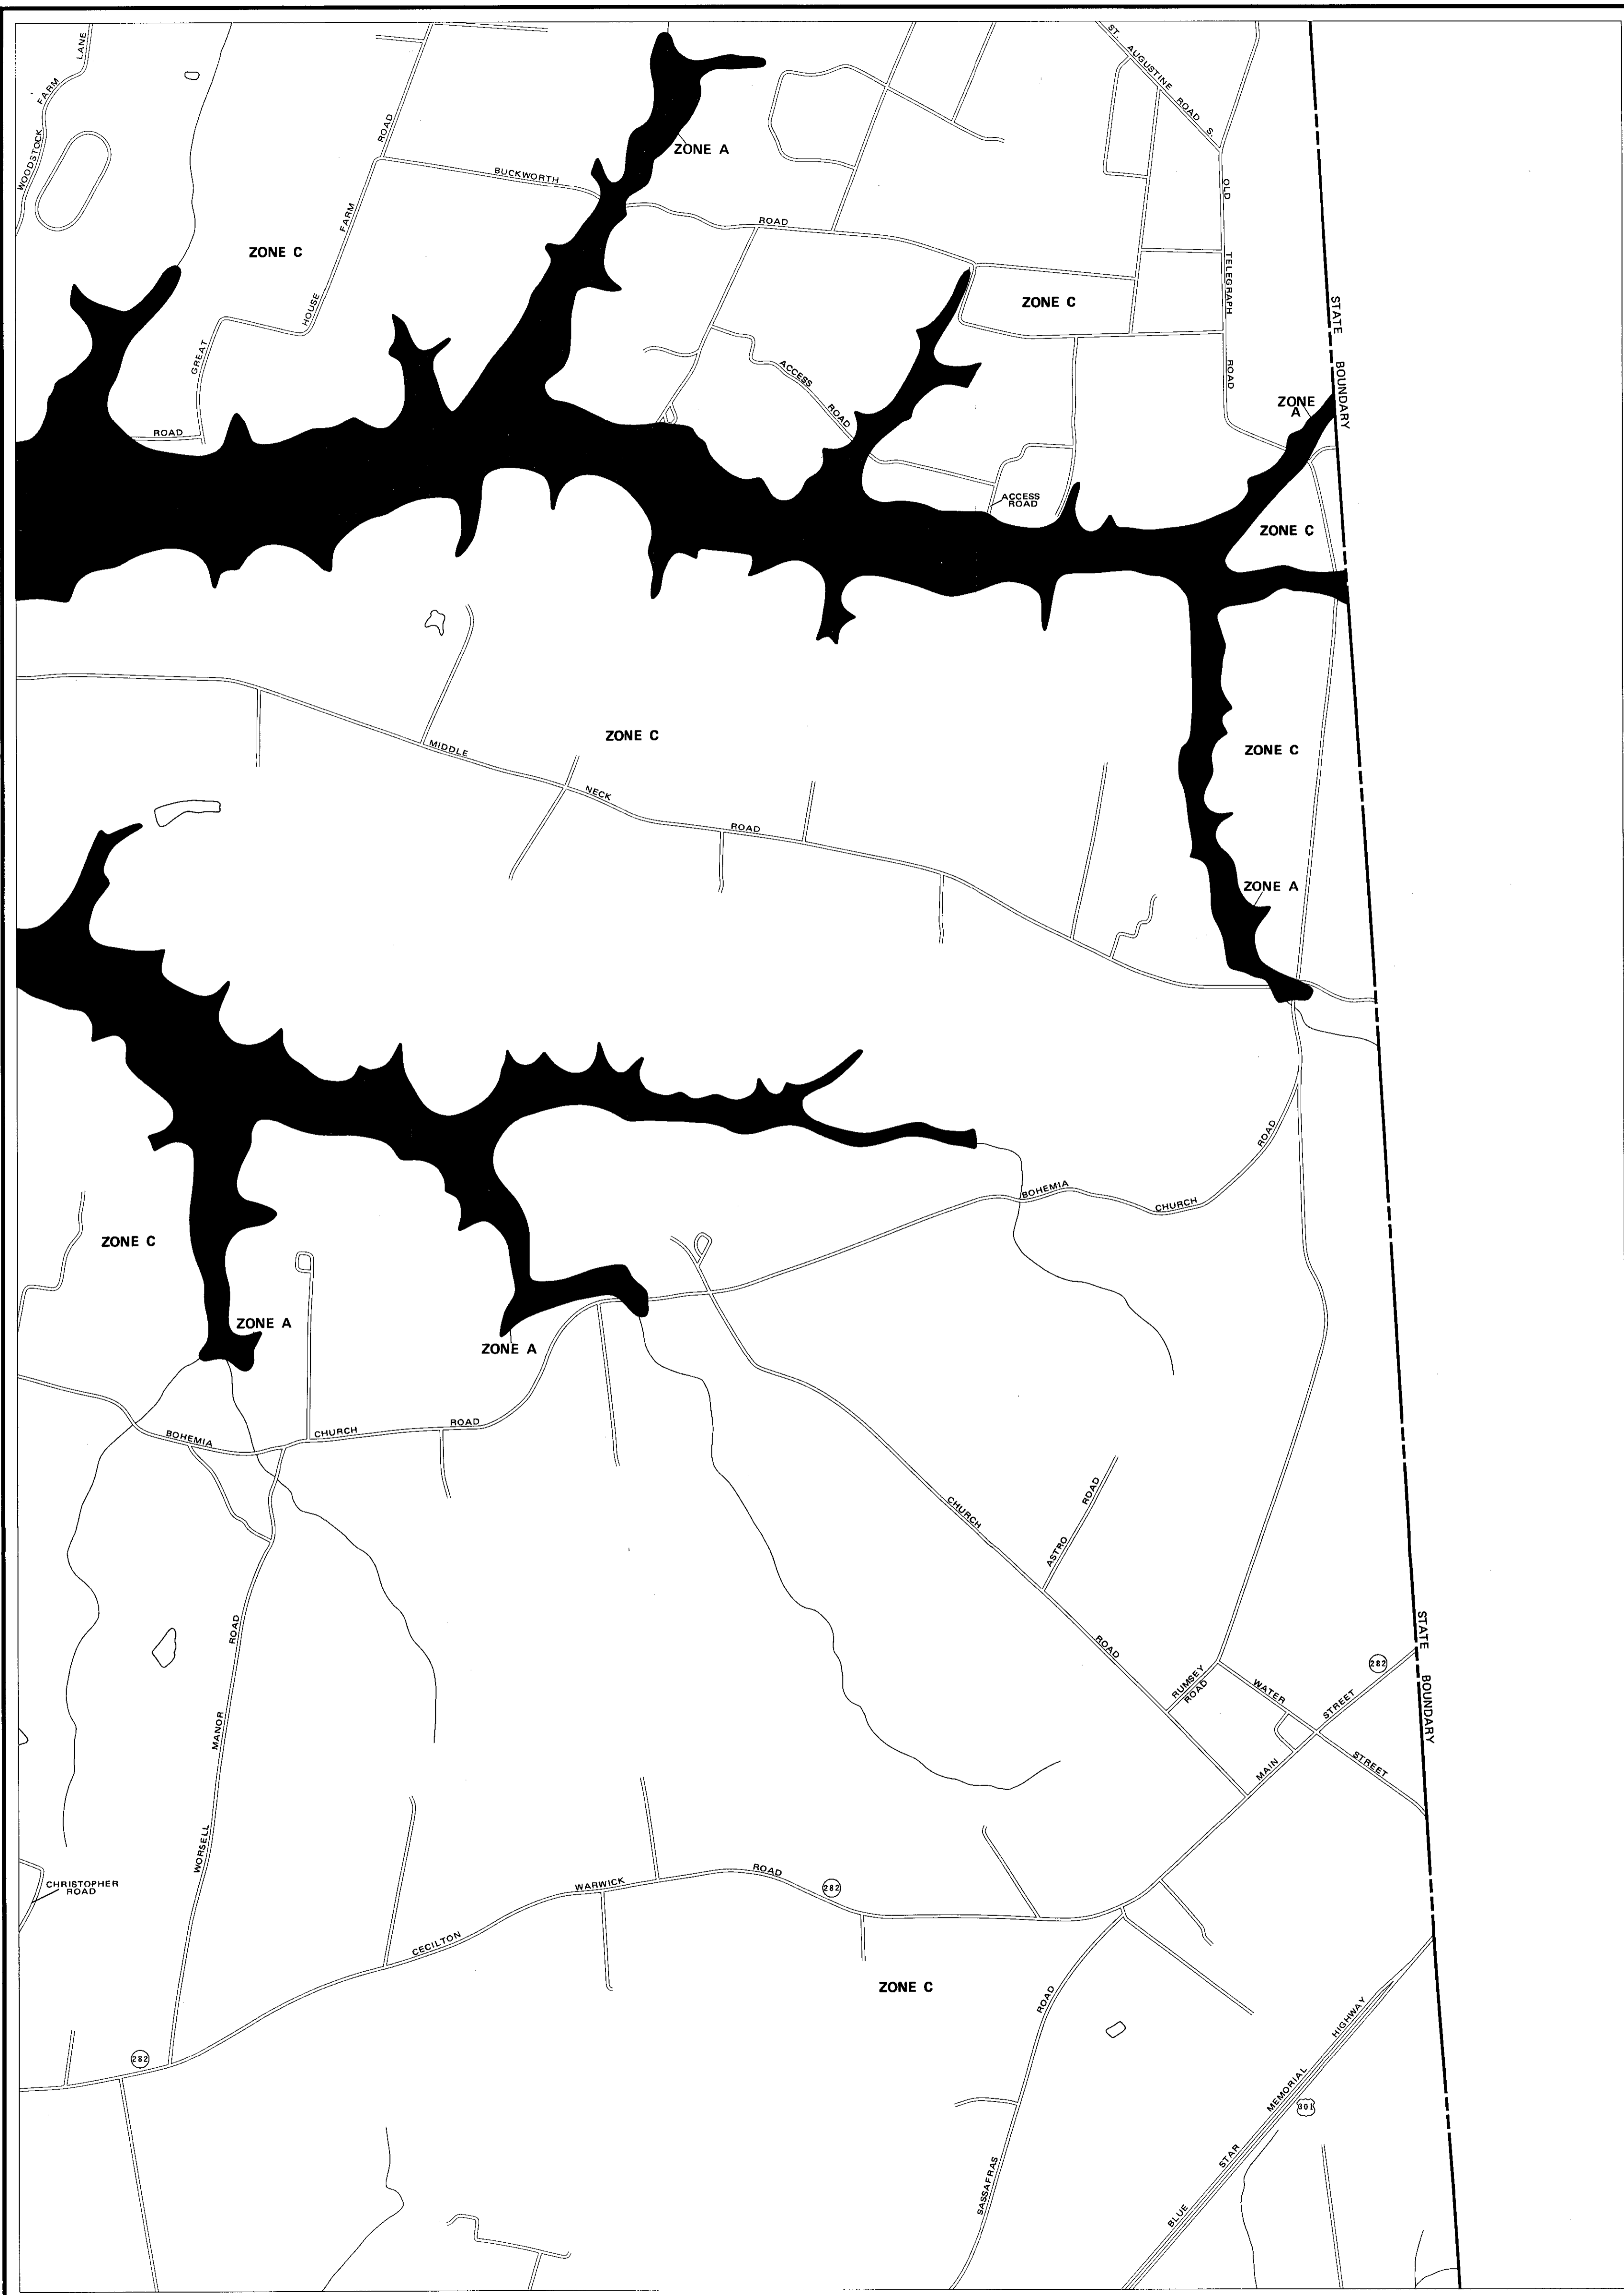 WOODSTOCK FARM LANE
ST. AUGUSTINE ROAD S.
ZONE A
BUCKWORTH ROAD
GREAT HOUSE FARM ROAD
ZONE C
OLD TELEGRAPH ROAD
ZONE C
STATE BOUNDARY
ACCESS ROAD
ZONE
A
ROAD
ACCESS
ROAD
ZONE C
MIDDLE NECK ROAD
ZONE C
ZONE C
ZONE A
BOHEMIA CHURCH ROAD
ZONE C
ZONE A
ZONE A
BOHEMIA CHURCH ROAD
CHURCH ROAD
ASTRO ROAD
WORSELL MANOR ROAD
RUMSEY
ROAD
WATER STREET
MAIN STREET
282
STATE BOUNDARY
CHRISTOPHER
ROAD
CECILTON WARWICK ROAD
282
ZONE C
282
SASSAFRAS ROAD
BLUE STAR MEMORIAL HIGHWAY
301